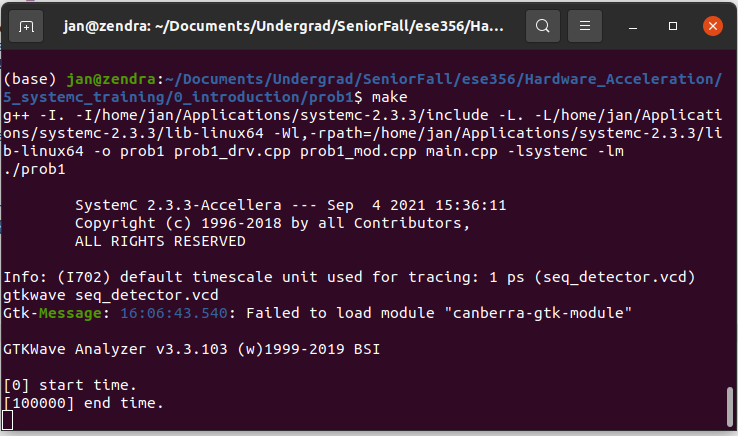 jan@zendra: ~/Documents/Undergrad/SeniorFall/ese356/Ha...
(base) jan@zendra:~/Documents/Undergrad/SeniorFall/ese356/Hardware_Acceleration/
5_systemc_training/0_introduction/prob1$ make
g++ -I. -I/home/jan/Applications/systemc-2.3.3/include -L. -L/home/jan/Applicati
ons/systemc-2.3.3/lib-linux64 -Wl,-rpath=/home/jan/Applications/systemc-2.3.3/li
b-linux64 -o prob1 prob1_drv.cpp prob1_mod.cpp main.cpp -lsystemc -lm
./prob1
SystemC 2.3.3-Accellera --- Sep  4 2021 15:36:11
Copyright (c) 1996-2018 by all Contributors,
ALL RIGHTS RESERVED
Info: (I702) default timescale unit used for tracing: 1 ps (seq_detector.vcd)
gtkwave seq_detector.vcd
Gtk-Message: 16:06:43.540: Failed to load module "canberra-gtk-module"
GTKWave Analyzer v3.3.103 (w)1999-2019 BSI
[0] start time.
[100000] end time.